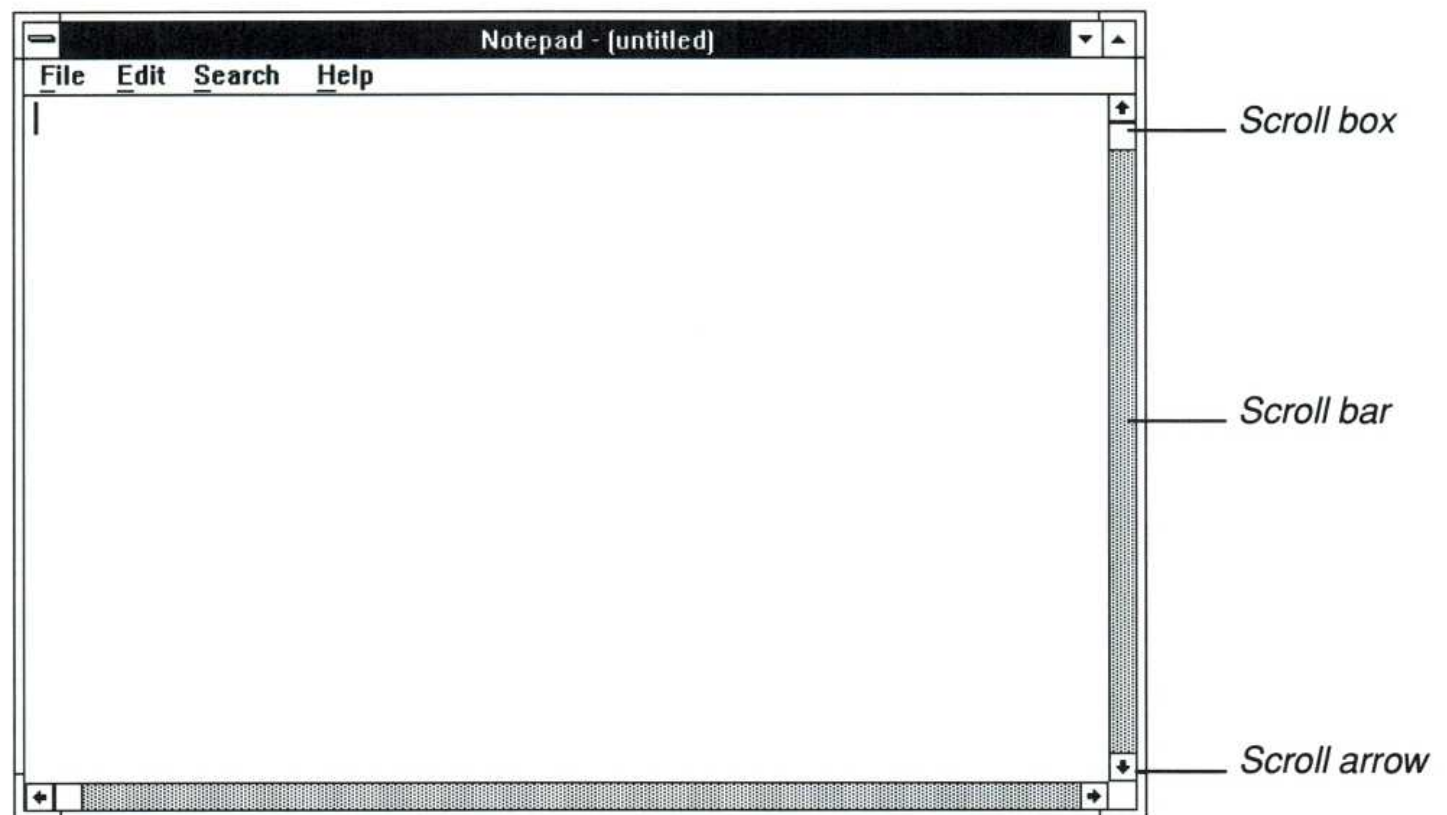 Notepad - (untitled)
File Edit Search Help
Scroll box
Scroll bar
Scroll arrow